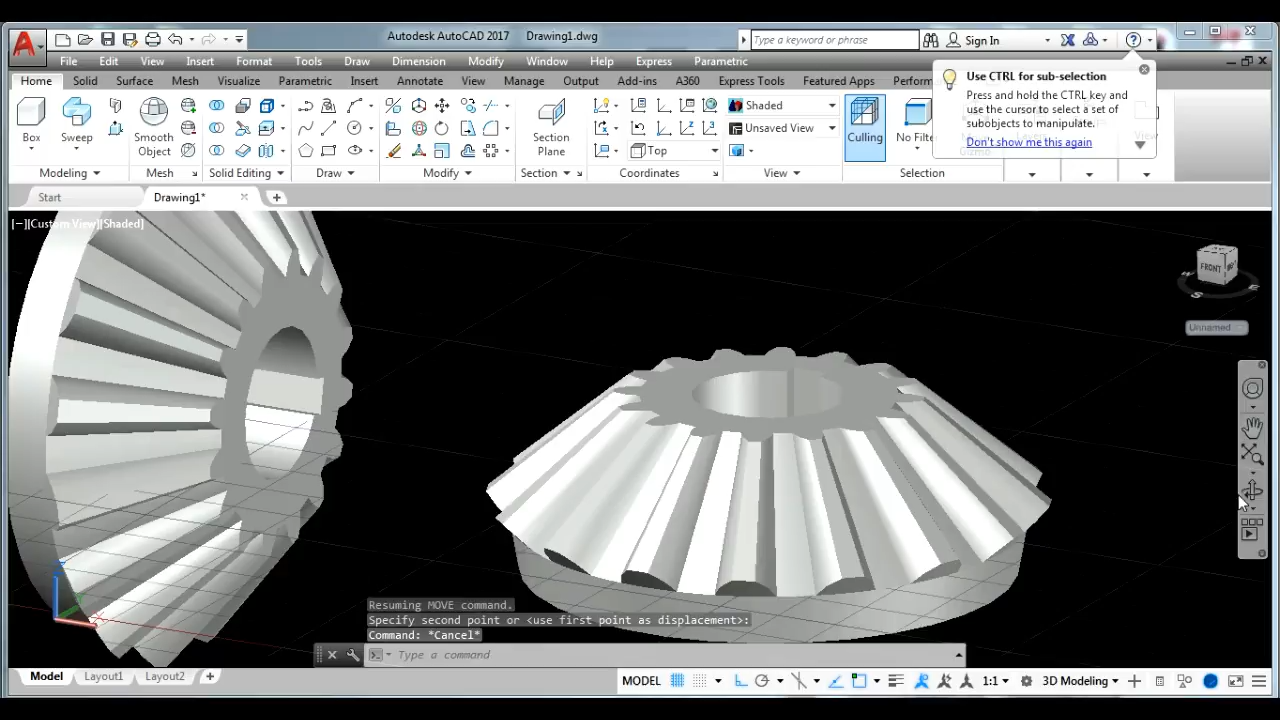 Autodesk AutoCAD 2017 Drawing1.dwg
Type a keyword or phrase
Sign In
File Edit View Insert Format Tools Draw Dimension Modify Window Help Express Parametric
Home Solid Surface Mesh Visualize Parametric Insert Annotate View Manage Output Add-ins A360 Express Tools Featured Apps
Use CTRL for sub-selection
Press and hold the CTRL key and
use the cursor to select a set of
subobjects to manipulate.
Don't show me this again
Box
Sweep
Smooth
Object
Section
Plane
Shaded
Unsaved View
Top
Culling
No Filter
View
Modeling Mesh Solid Editing Draw Modify Section Coordinates View Selection
Start Drawing1*
[−][Custom View][Shaded]
FRONT
S
E
Unnamed
Resuming MOVE command.
Specify second point or <use first point as displacement>:
Command: *Cancel*
Type a command
Model Layout1 Layout2
MODEL 1:1 3D Modeling